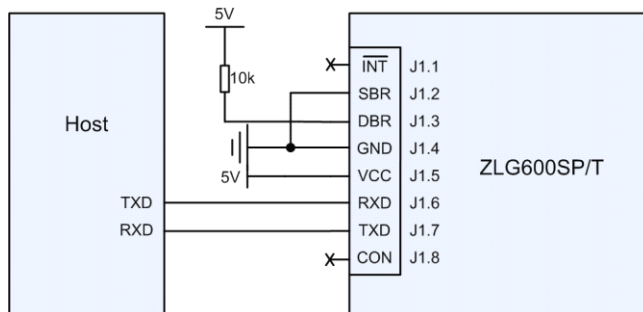 5V
10k
Host
5V
TXD
RXD
INT J1.1
SBR J1.2
DBR J1.3
GND J1.4
VCC J1.5
RXD J1.6
TXD J1.7
CON J1.8
ZLG600SP/T